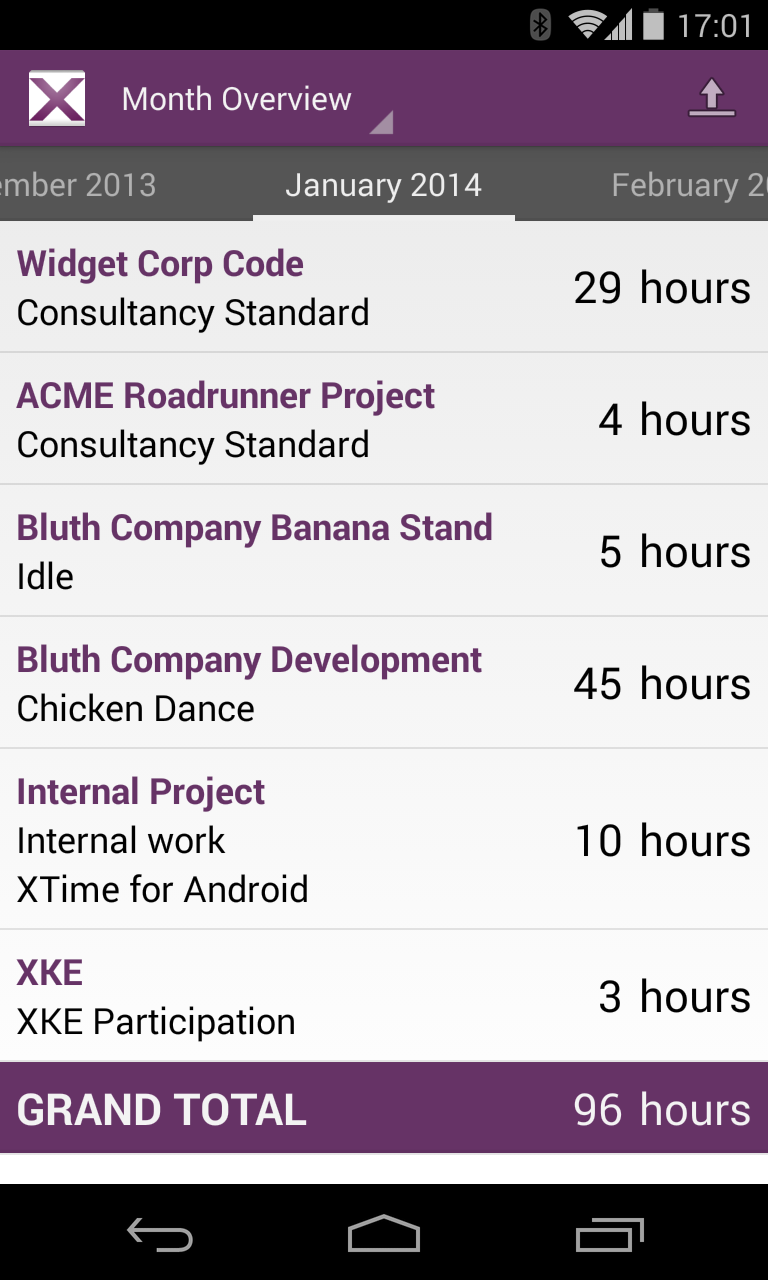 17:01
Month Overview
ember 2013
January 2014
February 20
Widget Corp Code
Consultancy Standard
29 hours
ACME Roadrunner Project
Consultancy Standard
4 hours
Bluth Company Banana Stand
Idle
5 hours
Bluth Company Development
Chicken Dance
45 hours
Internal Project
Internal work
XTime for Android
10 hours
XKE
XKE Participation
3 hours
GRAND TOTAL
96 hours